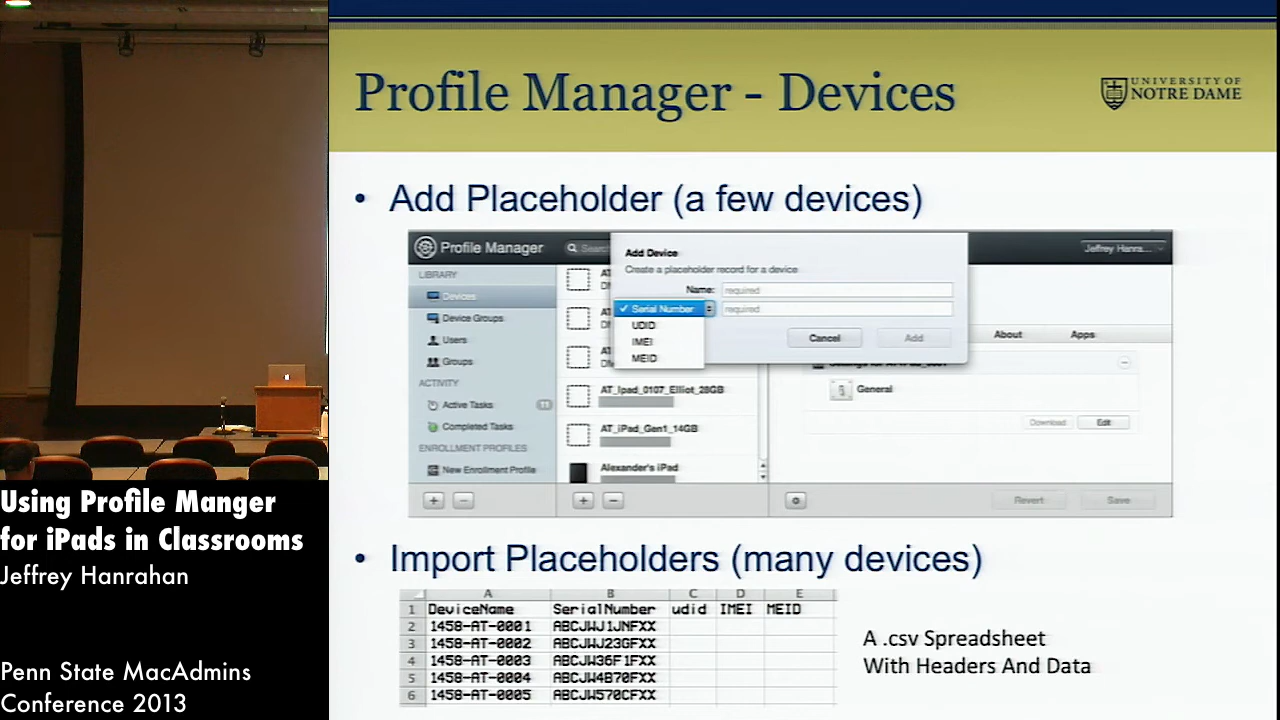 Profile Manager - Devices
UNIVERSITY OF
NOTRE DAME
• Add Placeholder (a few devices)
Profile Manager
Add Device
Create a placeholder record for a device
Name: required
✓ Serial Number required
UDID
IMEI
MEID
Cancel Add
Jeffrey Hanra...
LIBRARY
Devices
Device Groups
Users
Groups
ACTIVITY
Active Tasks 11
Completed Tasks
ENROLLMENT PROFILES
New Enrollment Profile
AT_Ipad_0107_Elliot_28GB
AT_iPad_Gen1_14GB
Alexander's iPad
About Apps
General
Download Edit
Revert Save
• Import Placeholders (many devices)
A B C D E
1 DeviceName SerialNumber udid IMEI MEID
2 1458-AT-0001 ABCJWJ1JNFXX
3 1458-AT-0002 ABCJWJ23GFXX
4 1458-AT-0003 ABCJW36F1FXX
5 1458-AT-0004 ABCJW4B70FXX
6 1458-AT-0005 ABCJW570CFXX
A .csv Spreadsheet
With Headers And Data
Using Profile Manger
for iPads in Classrooms
Jeffrey Hanrahan
Penn State MacAdmins
Conference 2013